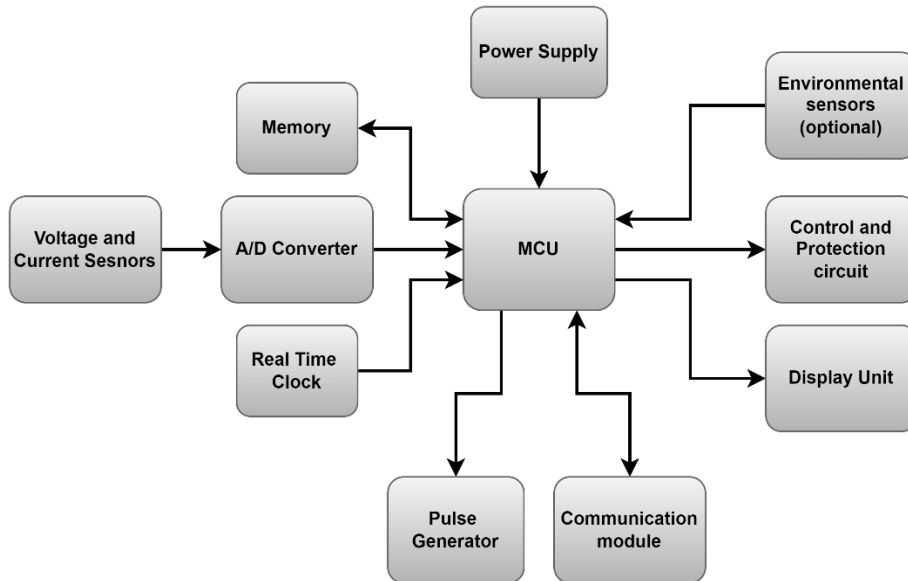 Power Supply
Environmental
sensors
(optional)
Memory
Voltage and
Current Sesnors
A/D Converter
MCU
Control and
Protection
circuit
Real Time
Clock
Display Unit
Pulse
Generator
Communication
module